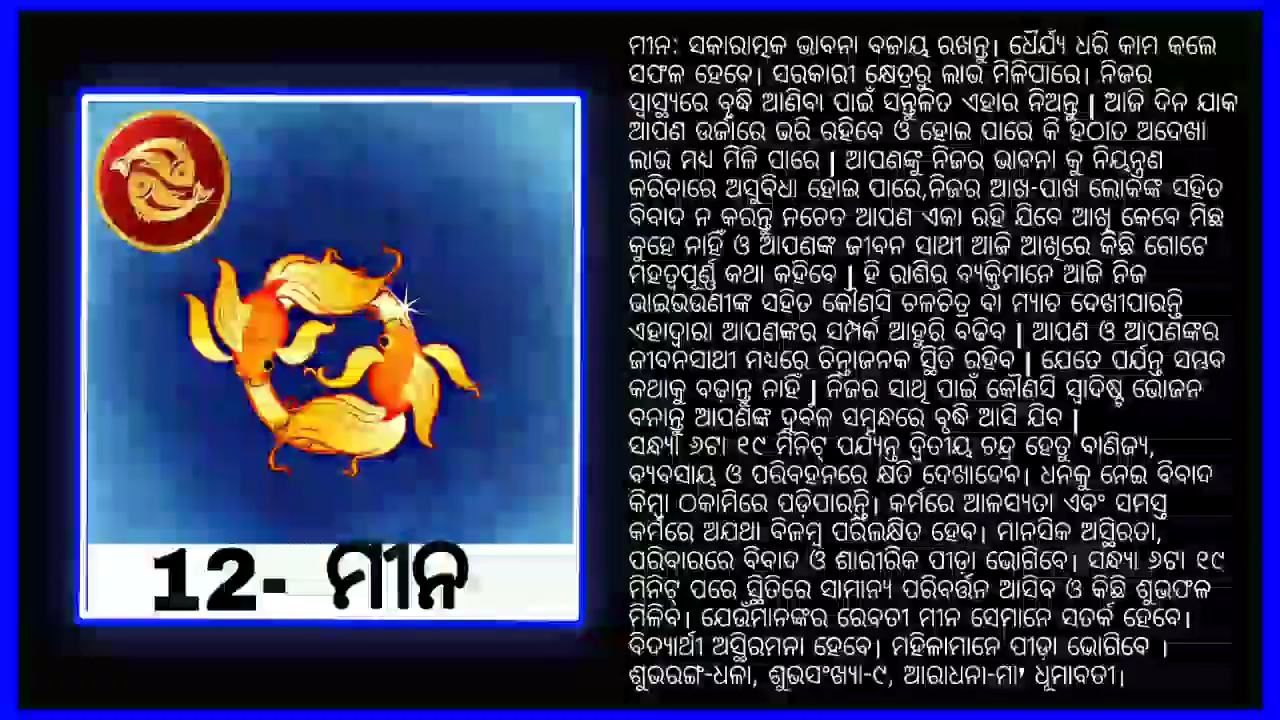 ମୀନ: ସକାରାତ୍ମକ ଭାବନା ବଜାୟ ରଖନ୍ତୁ। ଧୈର୍ଯ୍ୟ ଧରି କାମ କଲେ
ସଫଳ ହେବେ। ସରକାରୀ କ୍ଷେତ୍ରରୁ ଲାଭ ମିଳିପାରେ। ନିଜର
ସ୍ୱାସ୍ଥ୍ୟରେ ବୃଦ୍ଧି ଆଣିବା ପାଇଁ ସନ୍ତୁଳିତ ଏହାର ନିଅନ୍ତୁ | ଆଜି ଦିନ ଯାକ
ଆପଣ ଉର୍ଜାରେ ଭରି ରହିବେ ଓ ହୋଇ ପାରେ କି ହଠାତ ଅଦେଖା
ଲାଭ ମଧ୍ୟ ମିଳି ପାରେ | ଆପଣଙ୍କୁ ନିଜର ଭାବନା କୁ ନିୟନ୍ତ୍ରଣ
କରିବାରେ ଅସୁବିଧା ହୋଇ ପାରେ,ନିଜର ଆଖ-ପାଖ ଲୋକଙ୍କ ସହିତ
ବିବାଦ ନ କରନ୍ତୁ ନଚେତ ଆପଣ ଏକା ରହି ଯିବେ ଆଖି କେବେ ମିଛ
କୁହେ ନାହିଁ ଓ ଆପଣଙ୍କ ଜୀବନ ସାଥୀ ଆଜି ଆଖିରେ କିଛି ଗୋଟେ
ମହତ୍ୱପୂର୍ଣ୍ଣ କଥା କହିବେ | ହି ରାଶିର ବ୍ୟକ୍ତିମାନେ ଆଜି ନିଜ
ଭାଇଭଉଣୀଙ୍କ ସହିତ କୌଣସି ଚଳଚିତ୍ର ବା ମ୍ୟାଚ ଦେଖୀପାରନ୍ତି
ଏହାଦ୍ୱାରା ଆପଣଙ୍କର ସମ୍ପର୍କ ଆହୁରି ବଢିବ | ଆପଣ ଓ ଆପଣଙ୍କର
ଜୀବନସାଥୀ ମଧ୍ୟରେ ଚିନ୍ତାଜନକ ସ୍ଥିତି ରହିବ | ଯେତେ ପର୍ଯନ୍ତ ସମ୍ଭବ
କଥାକୁ ବଢ଼ାନ୍ତୁ ନାହିଁ | ନିଜର ସାଥି ପାଇଁ କୌଣସି ସ୍ୱାଦିଷ୍ଟ ଭୋଜନ
ବନାନ୍ତୁ ଆପଣଙ୍କ ଦୁର୍ବଳ ସମ୍ବନ୍ଧରେ ବୃଦ୍ଧି ଆସି ଯିବ |
ସନ୍ଧ୍ୟା ୬ଟା ୧୯ ମିନିଟ୍ ପର୍ଯ୍ୟନ୍ତ ଦ୍ୱିତୀୟ ଚନ୍ଦ୍ର ହେତୁ ବାଣିଜ୍ୟ,
ବ୍ୟବସାୟ ଓ ପରିବହନରେ କ୍ଷତି ଦେଖାଦେବ। ଧନକୁ ନେଇ ବିବାଦ
କିମ୍ବା ଠକାମିରେ ପଡ଼ିପାରନ୍ତି। କର୍ମରେ ଆଳସ୍ୟତା ଏବଂ ସମସ୍ତ
କର୍ମରେ ଅଯଥା ବିଳମ୍ବ ପରିଲକ୍ଷିତ ହେବ। ମାନସିକ ଅସ୍ଥିରତା,
ପରିବାରରେ ବିବାଦ ଓ ଶାରୀରିକ ପୀଡ଼ା ଭୋଗିବେ। ସନ୍ଧ୍ୟା ୬ଟା ୧୯
ମିନିଟ୍ ପରେ ସ୍ଥିତିରେ ସାମାନ୍ୟ ପରିବର୍ତ୍ତନ ଆସିବ ଓ କିଛି ଶୁଭଫଳ
ମିଳିବ। ଯେଉଁମାନଙ୍କର ରେବତୀ ମୀନ ସେମାନେ ସତର୍କ ହେବେ।
ବିଦ୍ୟାର୍ଥୀ ଅସ୍ଥିରମନା ହେବେ। ମହିଳାମାନେ ପୀଡ଼ା ଭୋଗିବେ ।
ଶୁଭରଙ୍ଗ-ଧଳା, ଶୁଭସଂଖ୍ୟା-୯, ଆରାଧନା-ମା' ଧୂମାବତୀ।
12- ମୀନ